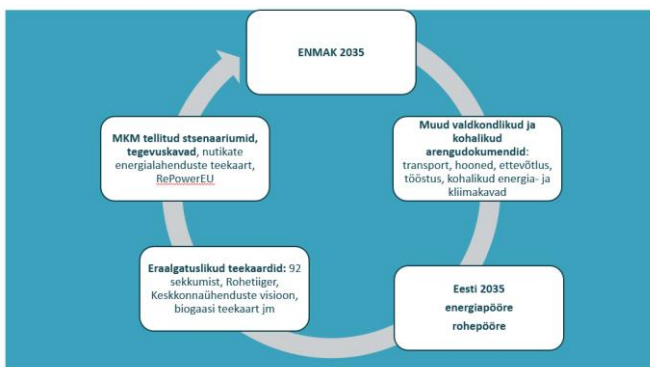 ENMAK 2035
MKM tellitud stsenaariumid,
tegevuskavad, nutikate
energialahenduste teekaart,
RePowerEU
Muud valdkondlikud ja
kohalikud
arengudokumendid:
transport, hooned, ettevõtlus,
tööstus, kohalikud energia- ja
kliimakavad
Eraalgatuslikud teekaardid: 92
sekkumist, Rohetiiger,
Keskkonnaühenduste visioon,
biogaasi teekaart jm
Eesti 2035
energiapööre
rohepööre